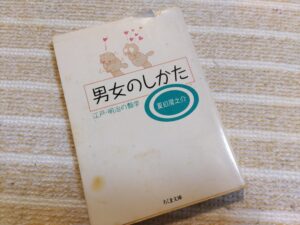 男女のしかた
江戸・明治の艶学
夏目房之介
ちくま文庫